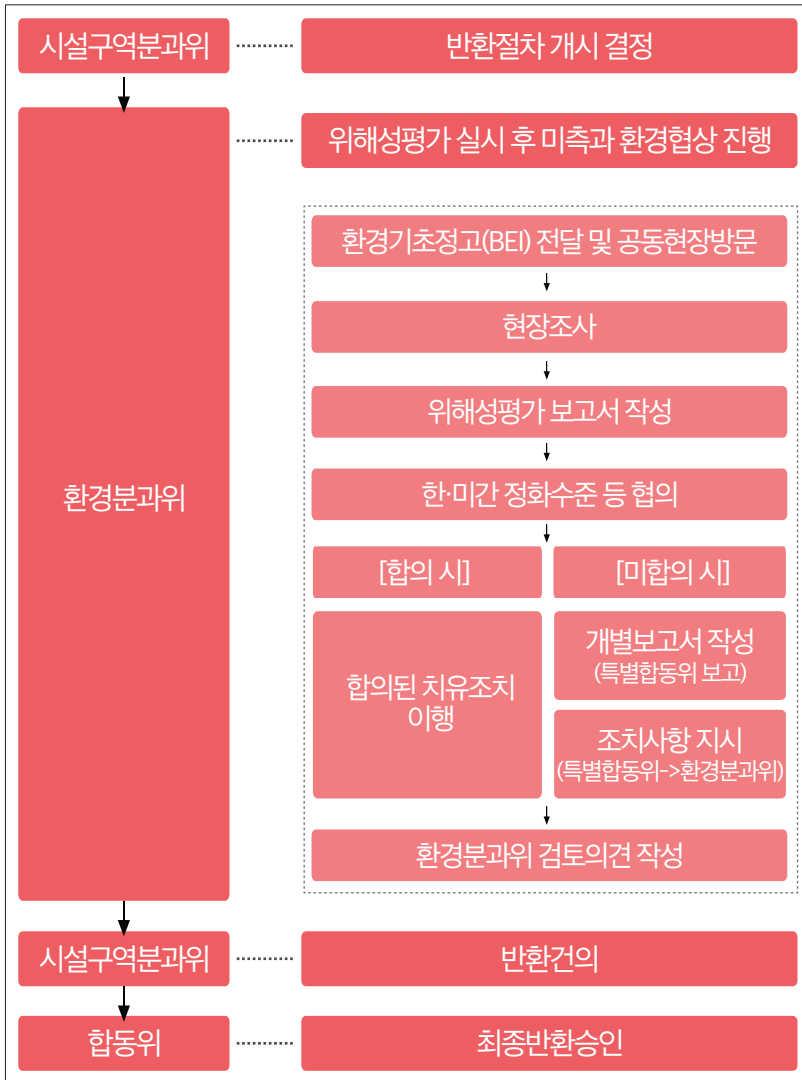 시설구역분과위
반환절차 개시 결정
환경분과위
위해성평가 실시 후 미측과 환경협상 진행
환경기초정고(BEI) 전달 및 공동현장방문
현장조사
위해성평가 보고서 작성
한·미간 정화수준 등 협의
[합의 시]
[미합의 시]
합의된 치유조치
이행
개별보고서 작성
(특별합동위 보고)
조치사항 지시
(특별합동위->환경분과위)
환경분과위 검토의견 작성
시설구역분과위
반환건의
합동위
최종반환승인